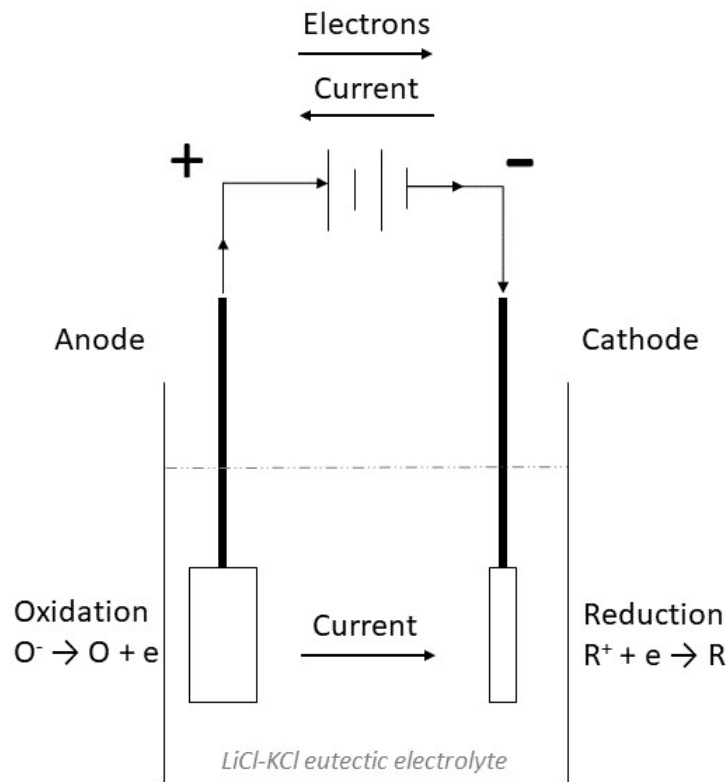 Electrons
Current
+
-
Anode
Cathode
Oxidation
O⁻ → O + e
Current
Reduction
R⁺ + e → R
LiCl-KCl eutectic electrolyte